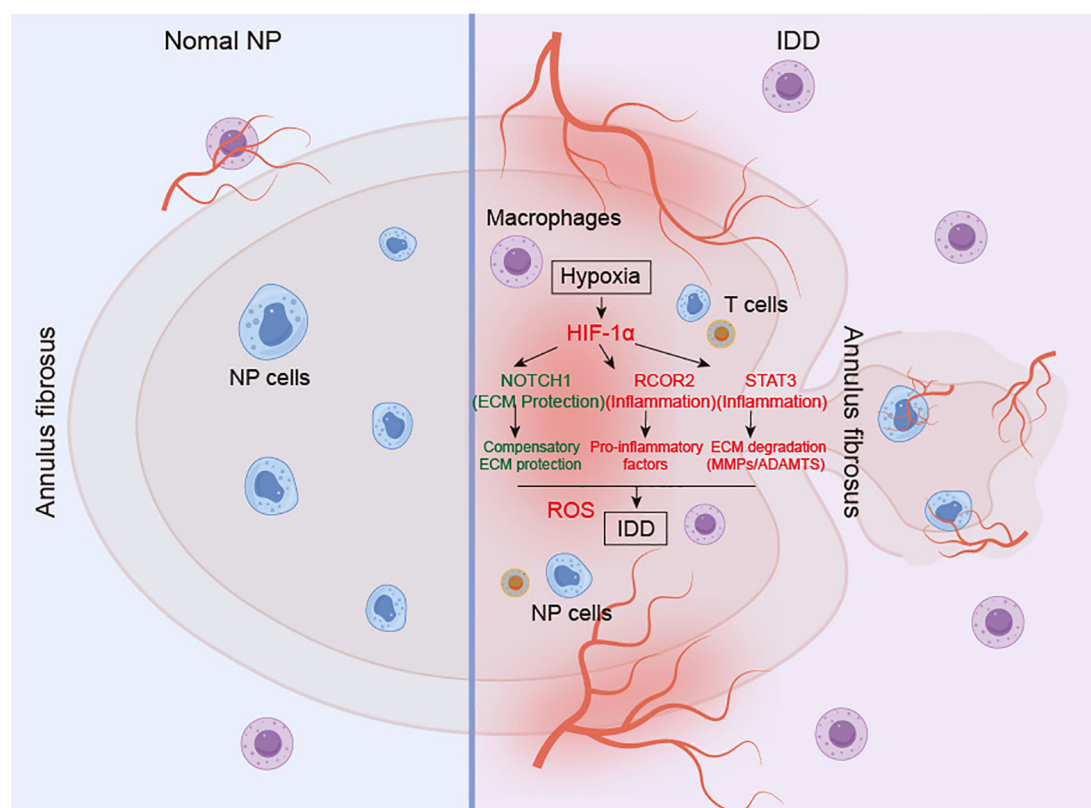 Nomal NP
IDD
Macrophages
Hypoxia
T cells
HIF-1α
NP cells
NOTCH1
(ECM Protection)
RCOR2
(Inflammation)
STAT3
(Inflammation)
Compensatory
ECM protection
Pro-inflammatory
factors
ECM degradation
(MMPs/ADAMTS)
ROS
IDD
NP cells
Annulus fibrosus
Annulus fibrosus